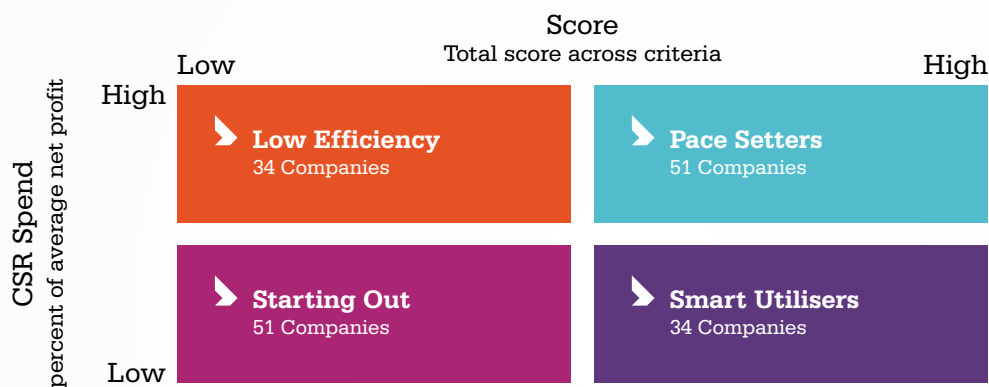 Score
Total score across criteria
Low
High
High
CSR Spend
percent of average net profit
Low Efficiency
34 Companies
Pace Setters
51 Companies
Starting Out
51 Companies
Smart Utilisers
34 Companies
Low